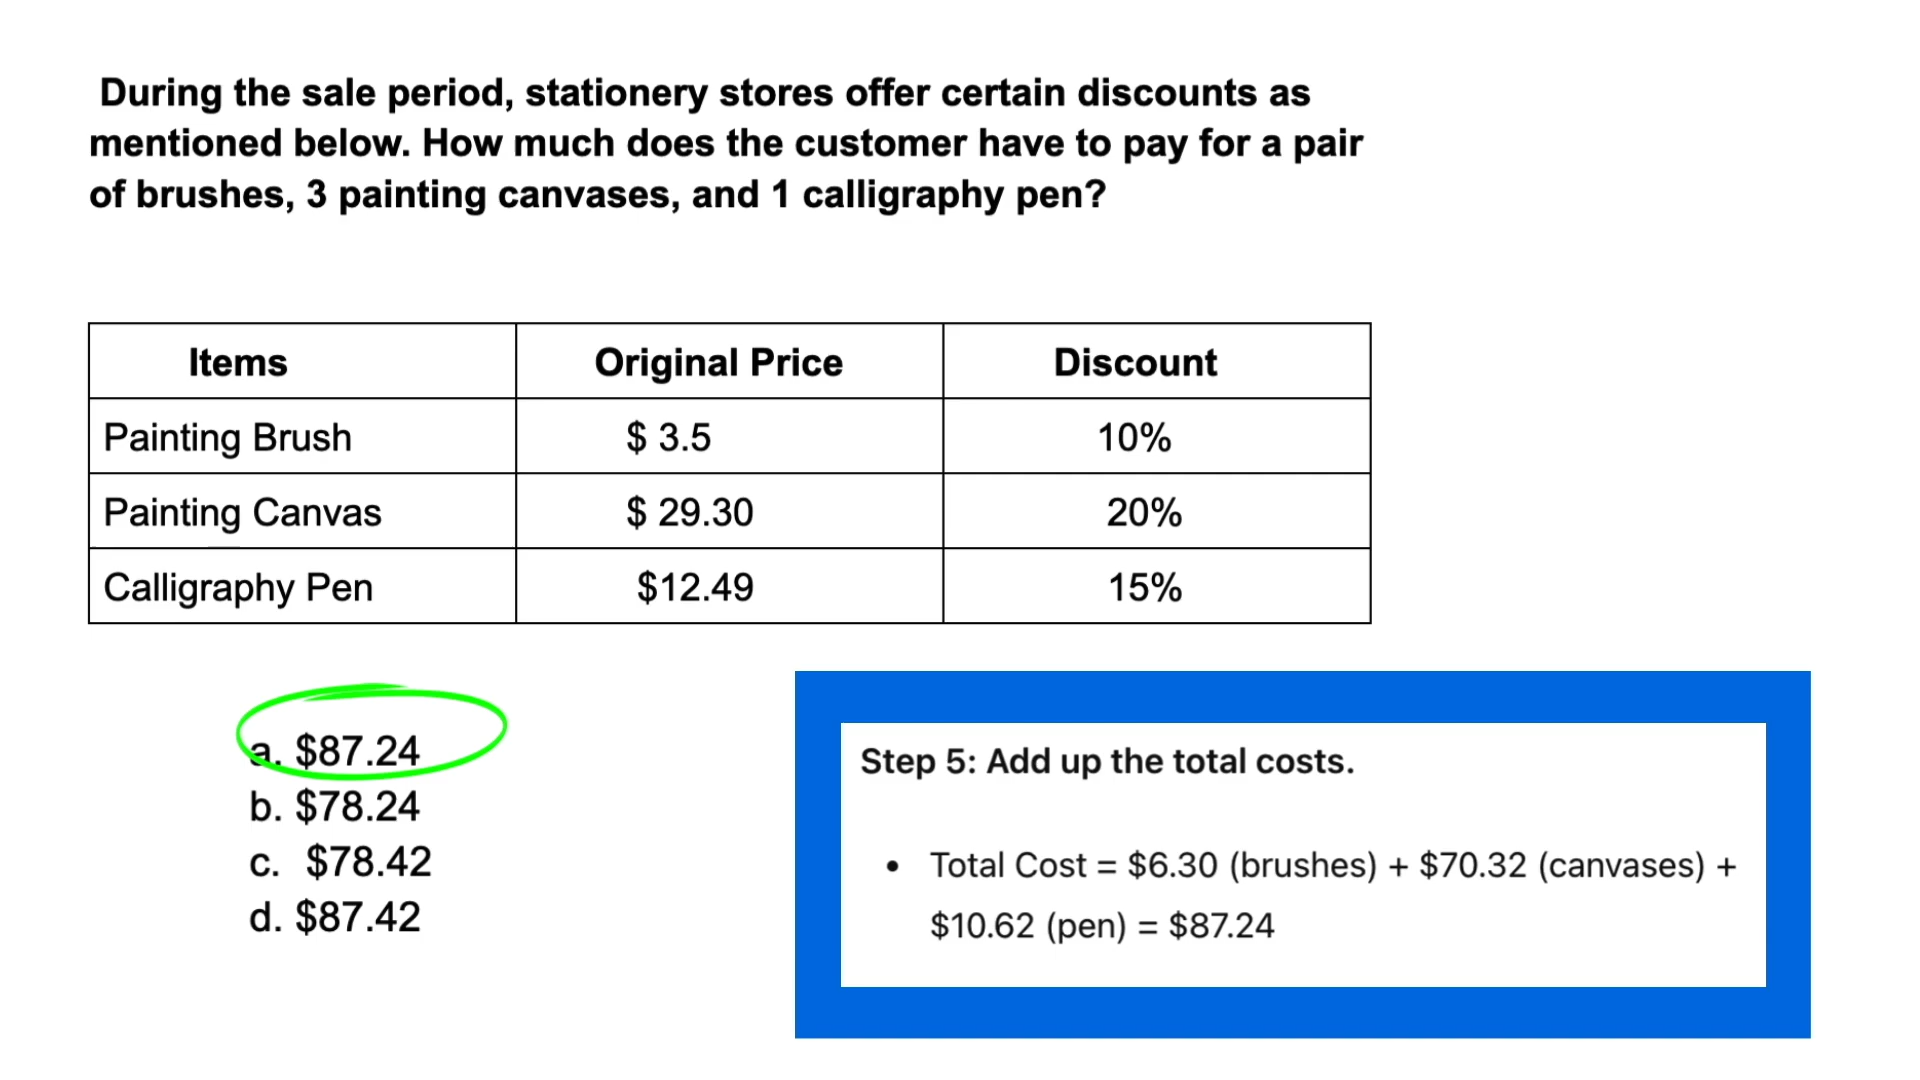 During the sale period, stationery stores offer certain discounts as
mentioned below. How much does the customer have to pay for a pair
of brushes, 3 painting canvases, and 1 calligraphy pen?
Items Original Price Discount
Painting Brush $ 3.5 10%
Painting Canvas $ 29.30 20%
Calligraphy Pen $12.49 15%
a. $87.24
b. $78.24
c. $78.42
d. $87.42
Step 5: Add up the total costs.
• Total Cost = $6.30 (brushes) + $70.32 (canvases) +
$10.62 (pen) = $87.24